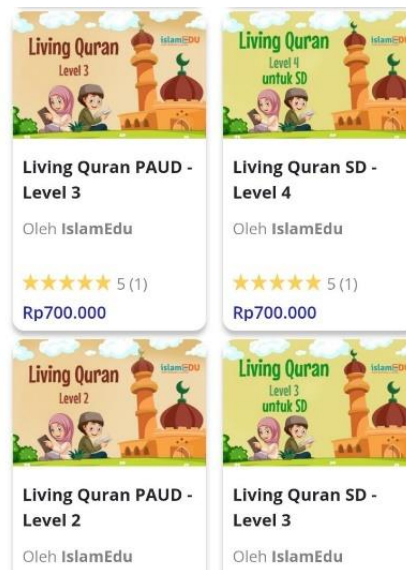 Living Quran
islamEDU
Level 3
Living Quran PAUD -
Level 3
Oleh IslamEdu
5 (1)
Rp700.000
Living Quran
islamEDU
Level 4
untuk SD
Living Quran SD -
Level 4
Oleh IslamEdu
5 (1)
Rp700.000
Living Quran
islamEDU
Level 2
Living Quran PAUD -
Level 2
Oleh IslamEdu
Living Quran
islamEDU
Level 3
untuk SD
Living Quran SD -
Level 3
Oleh IslamEdu